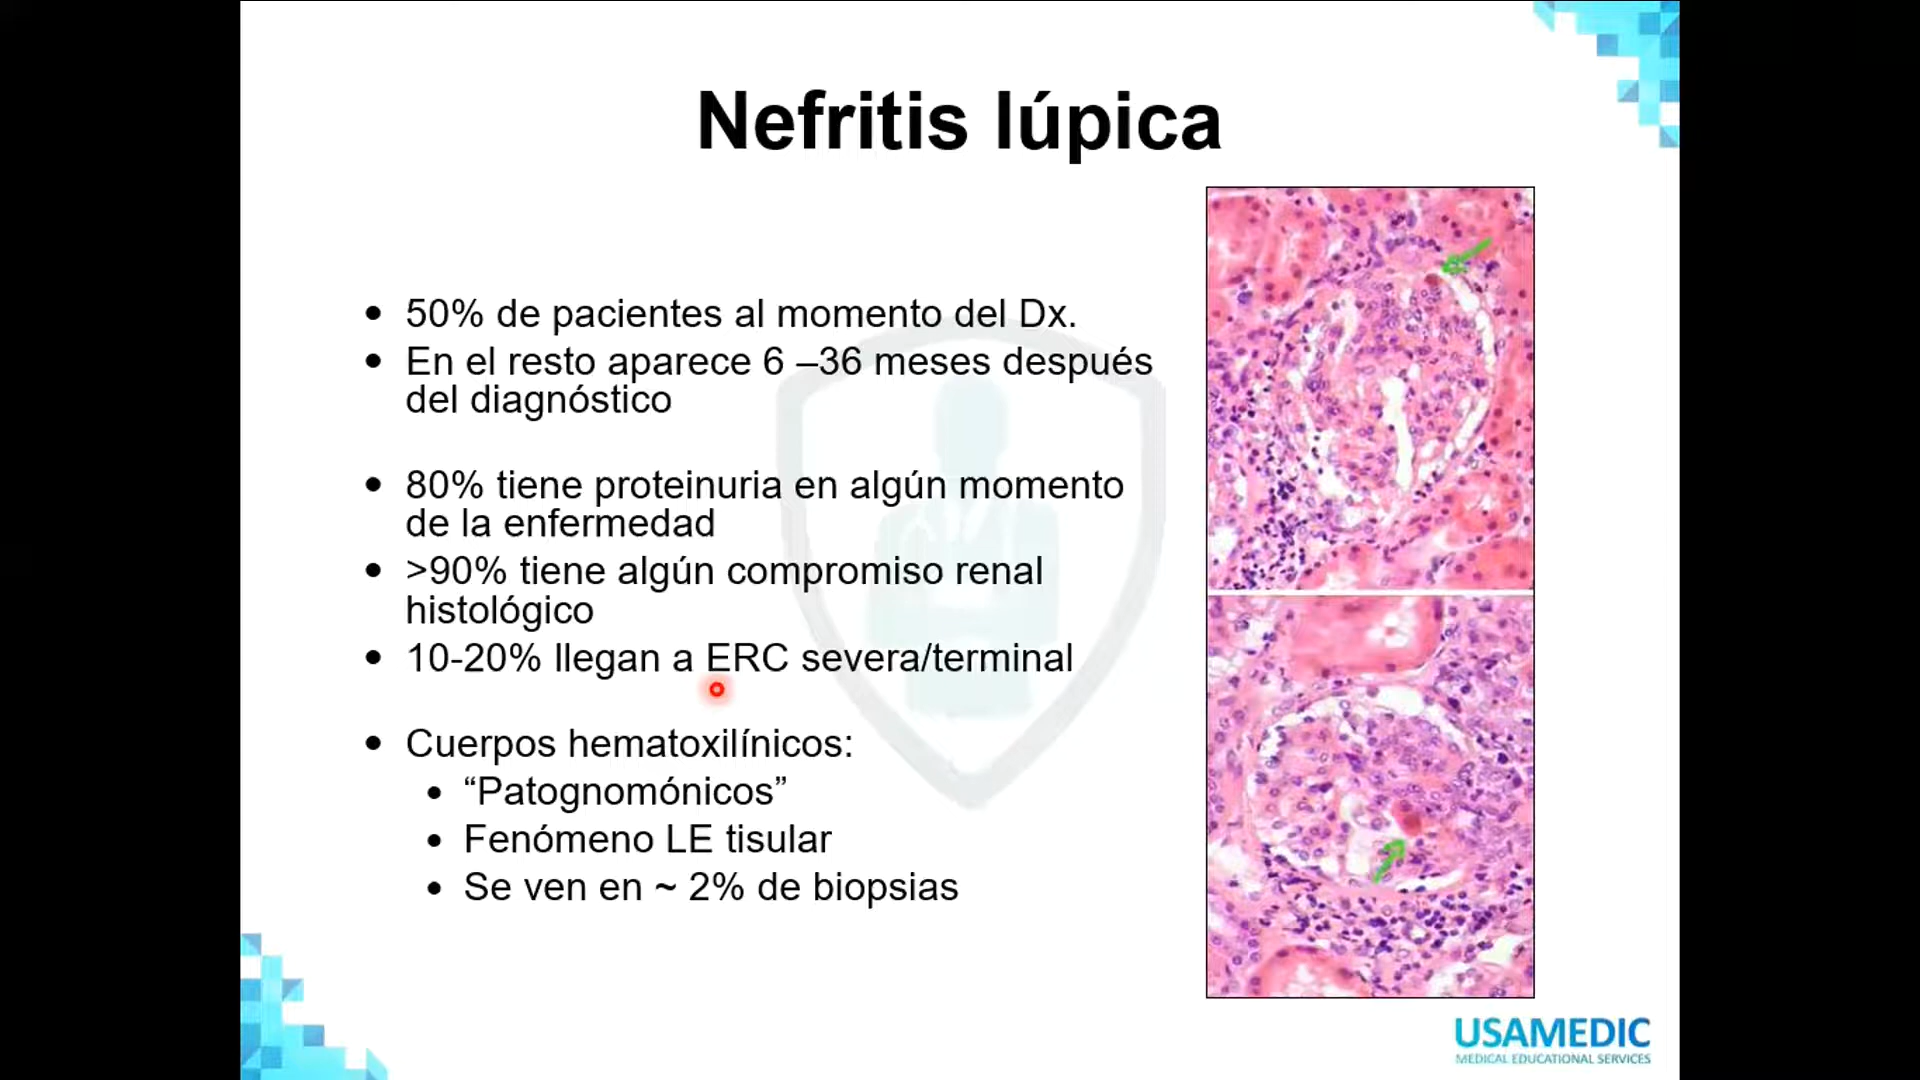 Nefritis lúpica
• 50% de pacientes al momento del Dx.
• En el resto aparece 6 –36 meses después
del diagnóstico
• 80% tiene proteinuria en algún momento
de la enfermedad
• >90% tiene algún compromiso renal
histológico
• 10-20% llegan a ERC severa/terminal
• Cuerpos hematoxilínicos:
• “Patognomónicos”
• Fenómeno LE tisular
• Se ven en ~ 2% de biopsias
USAMEDIC
MEDICAL EDUCATIONAL SERVICES